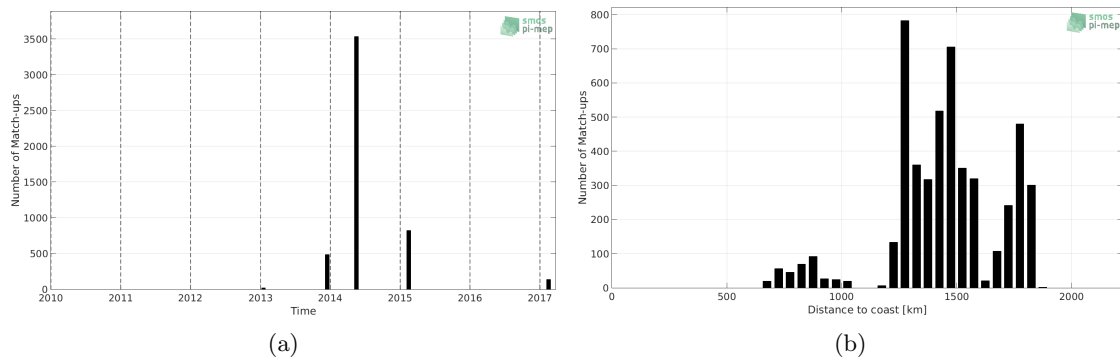 smos
pi-mep
Number of Match-ups
3500
3000
2500
2000
1500
1000
500
0
2010 2011 2012 2013 2014 2015 2016 2017
Time
(a)
smos
pi-mep
Number of Match-ups
800
700
600
500
400
300
200
100
0
0 500 1000 1500 2000
Distance to coast [km]
(b)